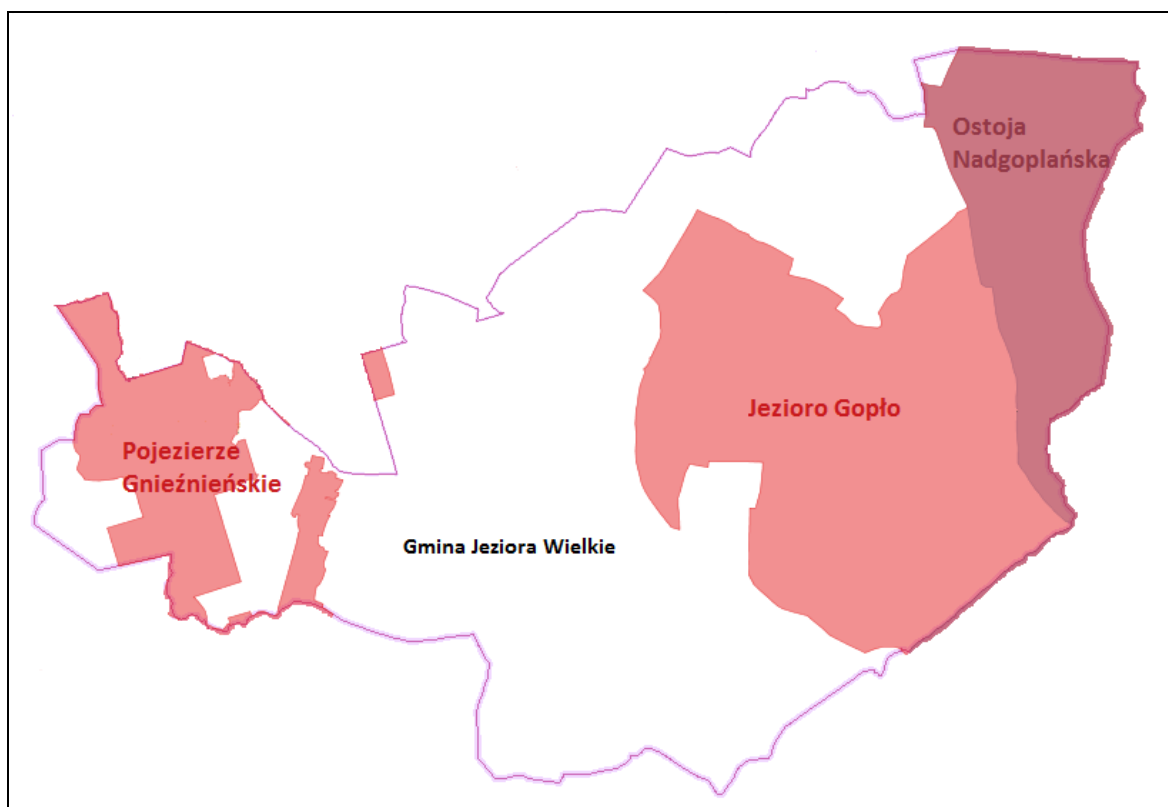 Ostoja
Nadgoplańska
Jezioro Gopło
Pojezierze
Gnieźnieńskie
Gmina Jeziora Wielkie